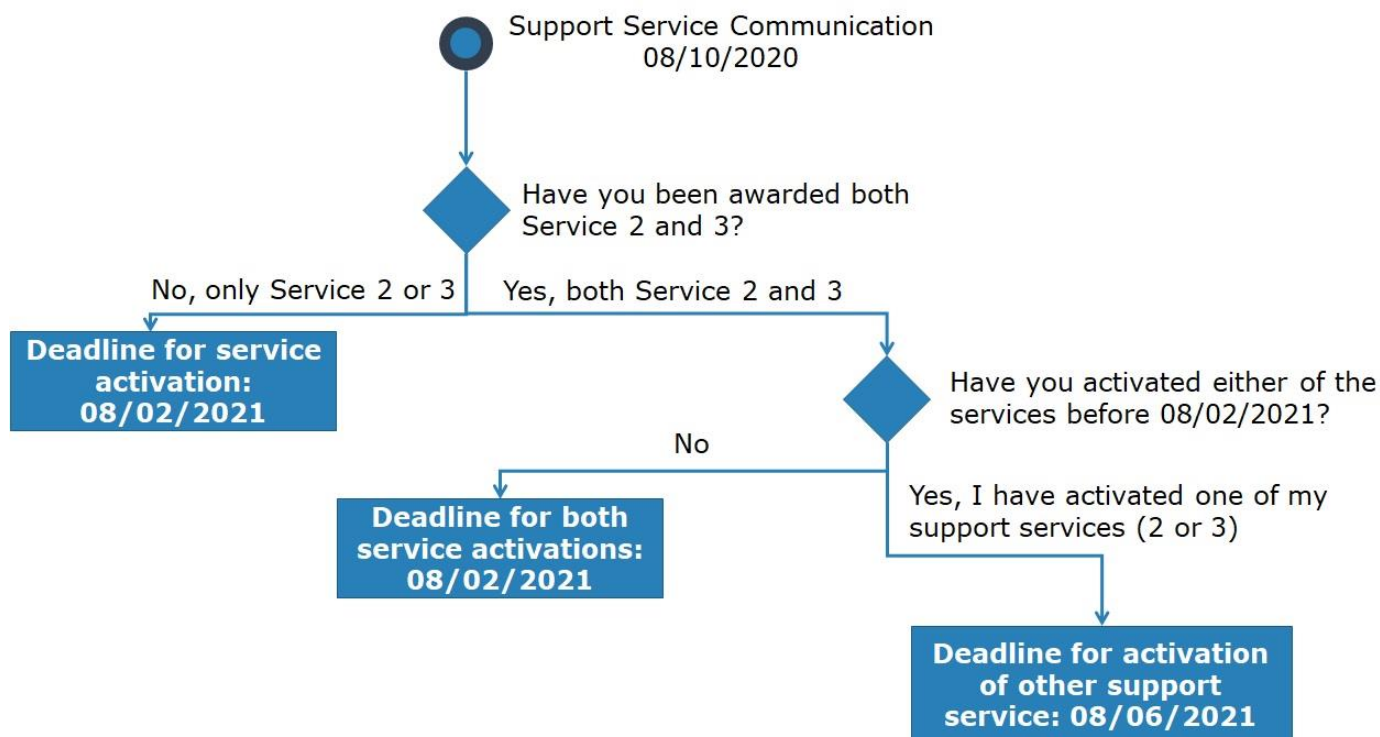 Support Service Communication
08/10/2020
Have you been awarded both
Service 2 and 3?
No, only Service 2 or 3
Yes, both Service 2 and 3
Deadline for service
activation:
08/02/2021
Have you activated either of the
services before 08/02/2021?
No
Deadline for both
service activations:
08/02/2021
Yes, I have activated one of my
support services (2 or 3)
Deadline for activation
of other support
service: 08/06/2021